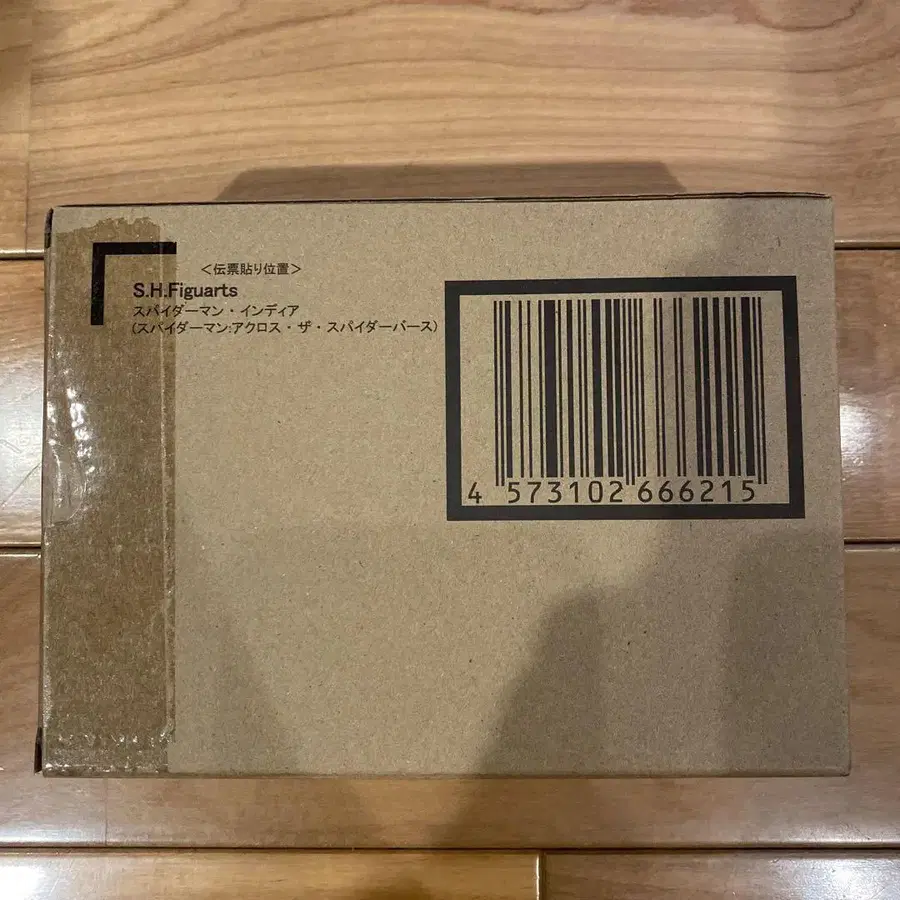 ＜伝票貼り位置＞
S.H.Figuarts
スパイダーマン・インディア
(スパイダーマン:アクロス・ザ・スパイダーバース)
4 573102 666215